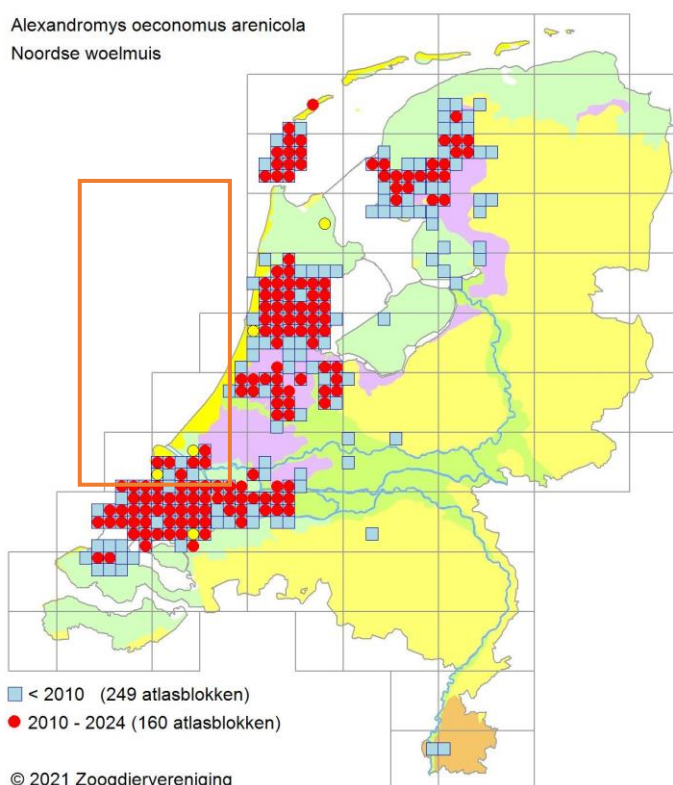 Alexandromys oeconomus arenicola
Noordse woelmuis
< 2010 (249 atlasblokken)
2010 - 2024 (160 atlasblokken)
© 2021 Zoogdiervereniging